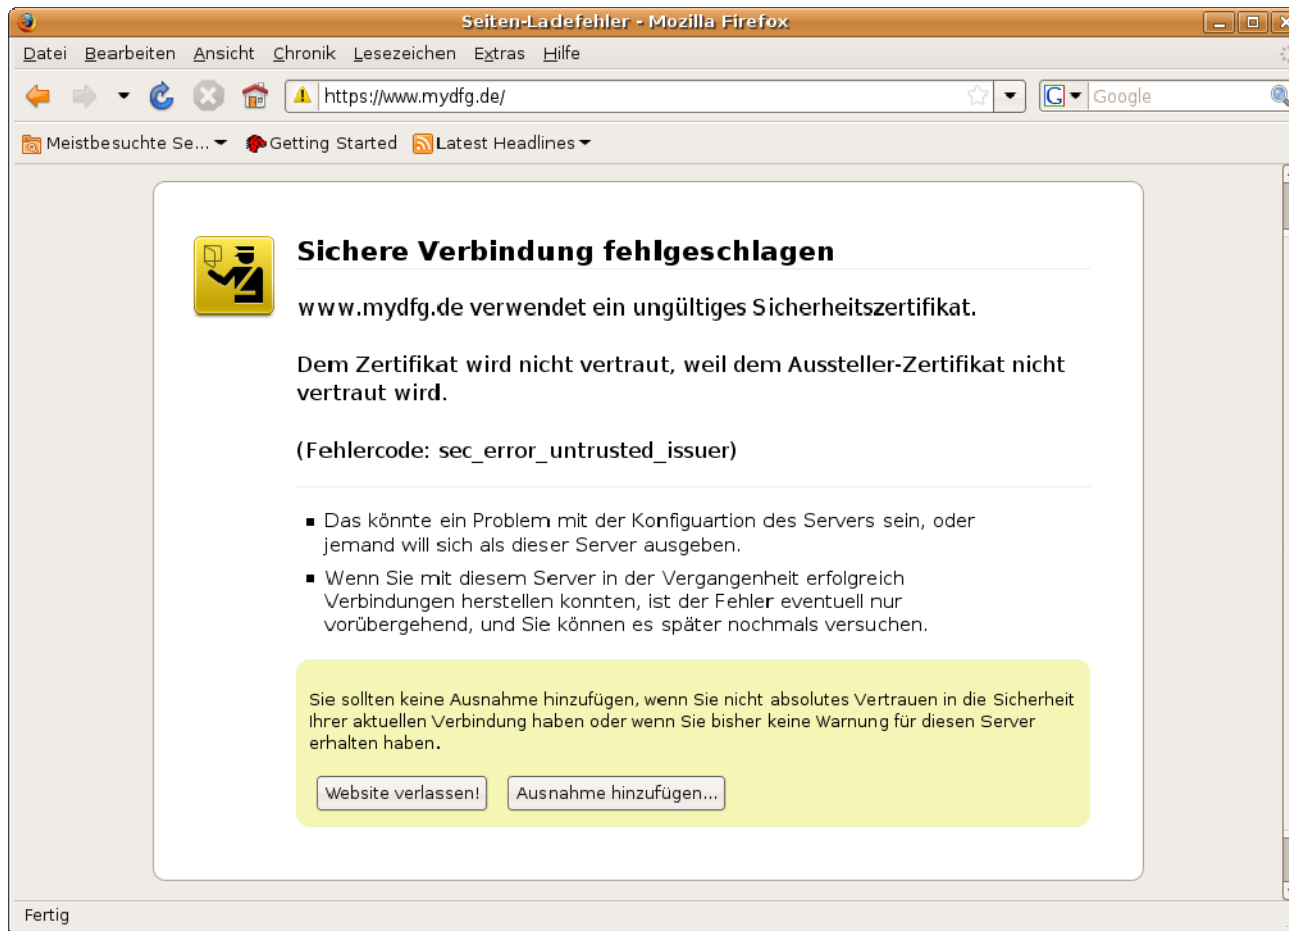 Seiten-Ladefehler - Mozilla Firefox
Datei Bearbeiten Ansicht Chronik Lesezeichen Extras Hilfe
https://www.mydfg.de/
G Google
Meistbesuchte Se... Getting Started Latest Headlines
Sichere Verbindung fehlgeschlagen
www.mydfg.de verwendet ein ungültiges Sicherheitszertifikat.
Dem Zertifikat wird nicht vertraut, weil dem Aussteller-Zertifikat nicht
vertraut wird.
(Fehlercode: sec_error_untrusted_issuer)
Das könnte ein Problem mit der Konfiguartion des Servers sein, oder
jemand will sich als dieser Server ausgeben.
Wenn Sie mit diesem Server in der Vergangenheit erfolgreich
Verbindungen herstellen konnten, ist der Fehler eventuell nur
vorübergehend, und Sie können es später nochmals versuchen.
Sie sollten keine Ausnahme hinzufügen, wenn Sie nicht absolutes Vertrauen in die Sicherheit
Ihrer aktuellen Verbindung haben oder wenn Sie bisher keine Warnung für diesen Server
erhalten haben.
Website verlassen! Ausnahme hinzufügen...
Fertig